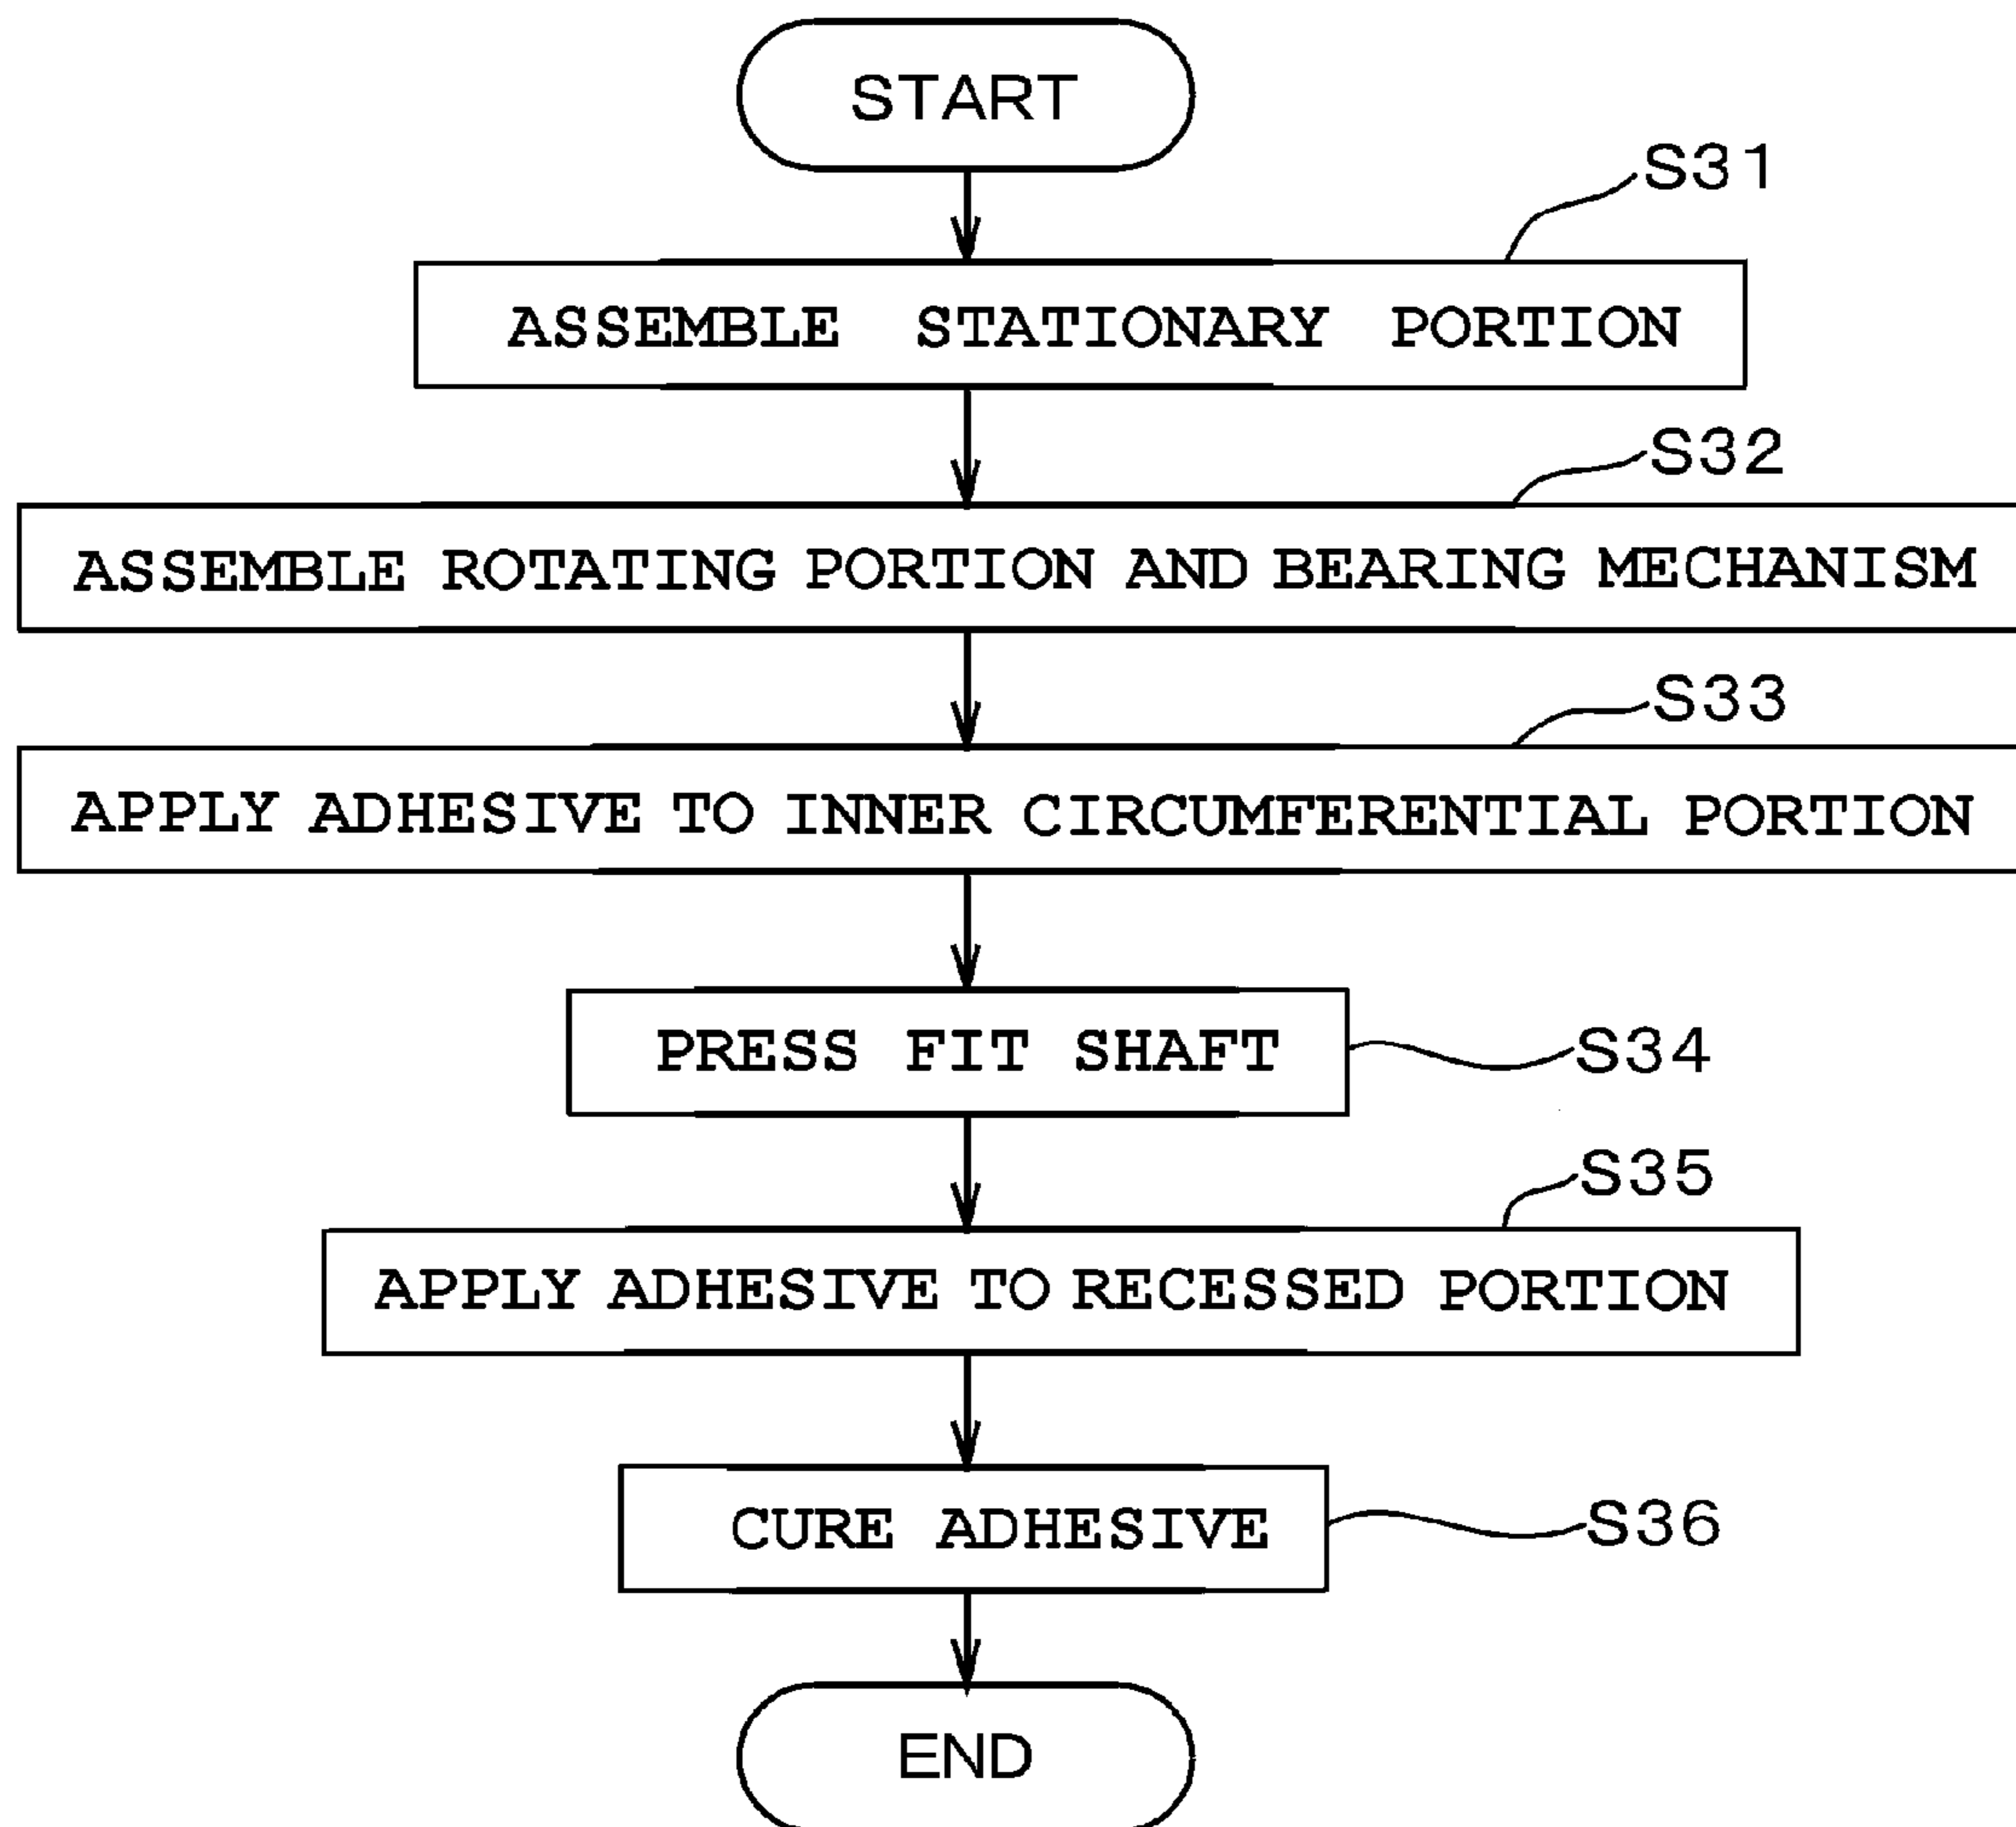 START
S31
ASSEMBLE STATIONARY PORTION
S32
ASSEMBLE ROTATING PORTION AND BEARING MECHANISM
S33
APPLY ADHESIVE TO INNER CIRCUMFERENTIAL PORTION
PRESS FIT SHAFT
S34
S35
APPLY ADHESIVE TO RECESSED PORTION
CURE ADHESIVE
S36
END